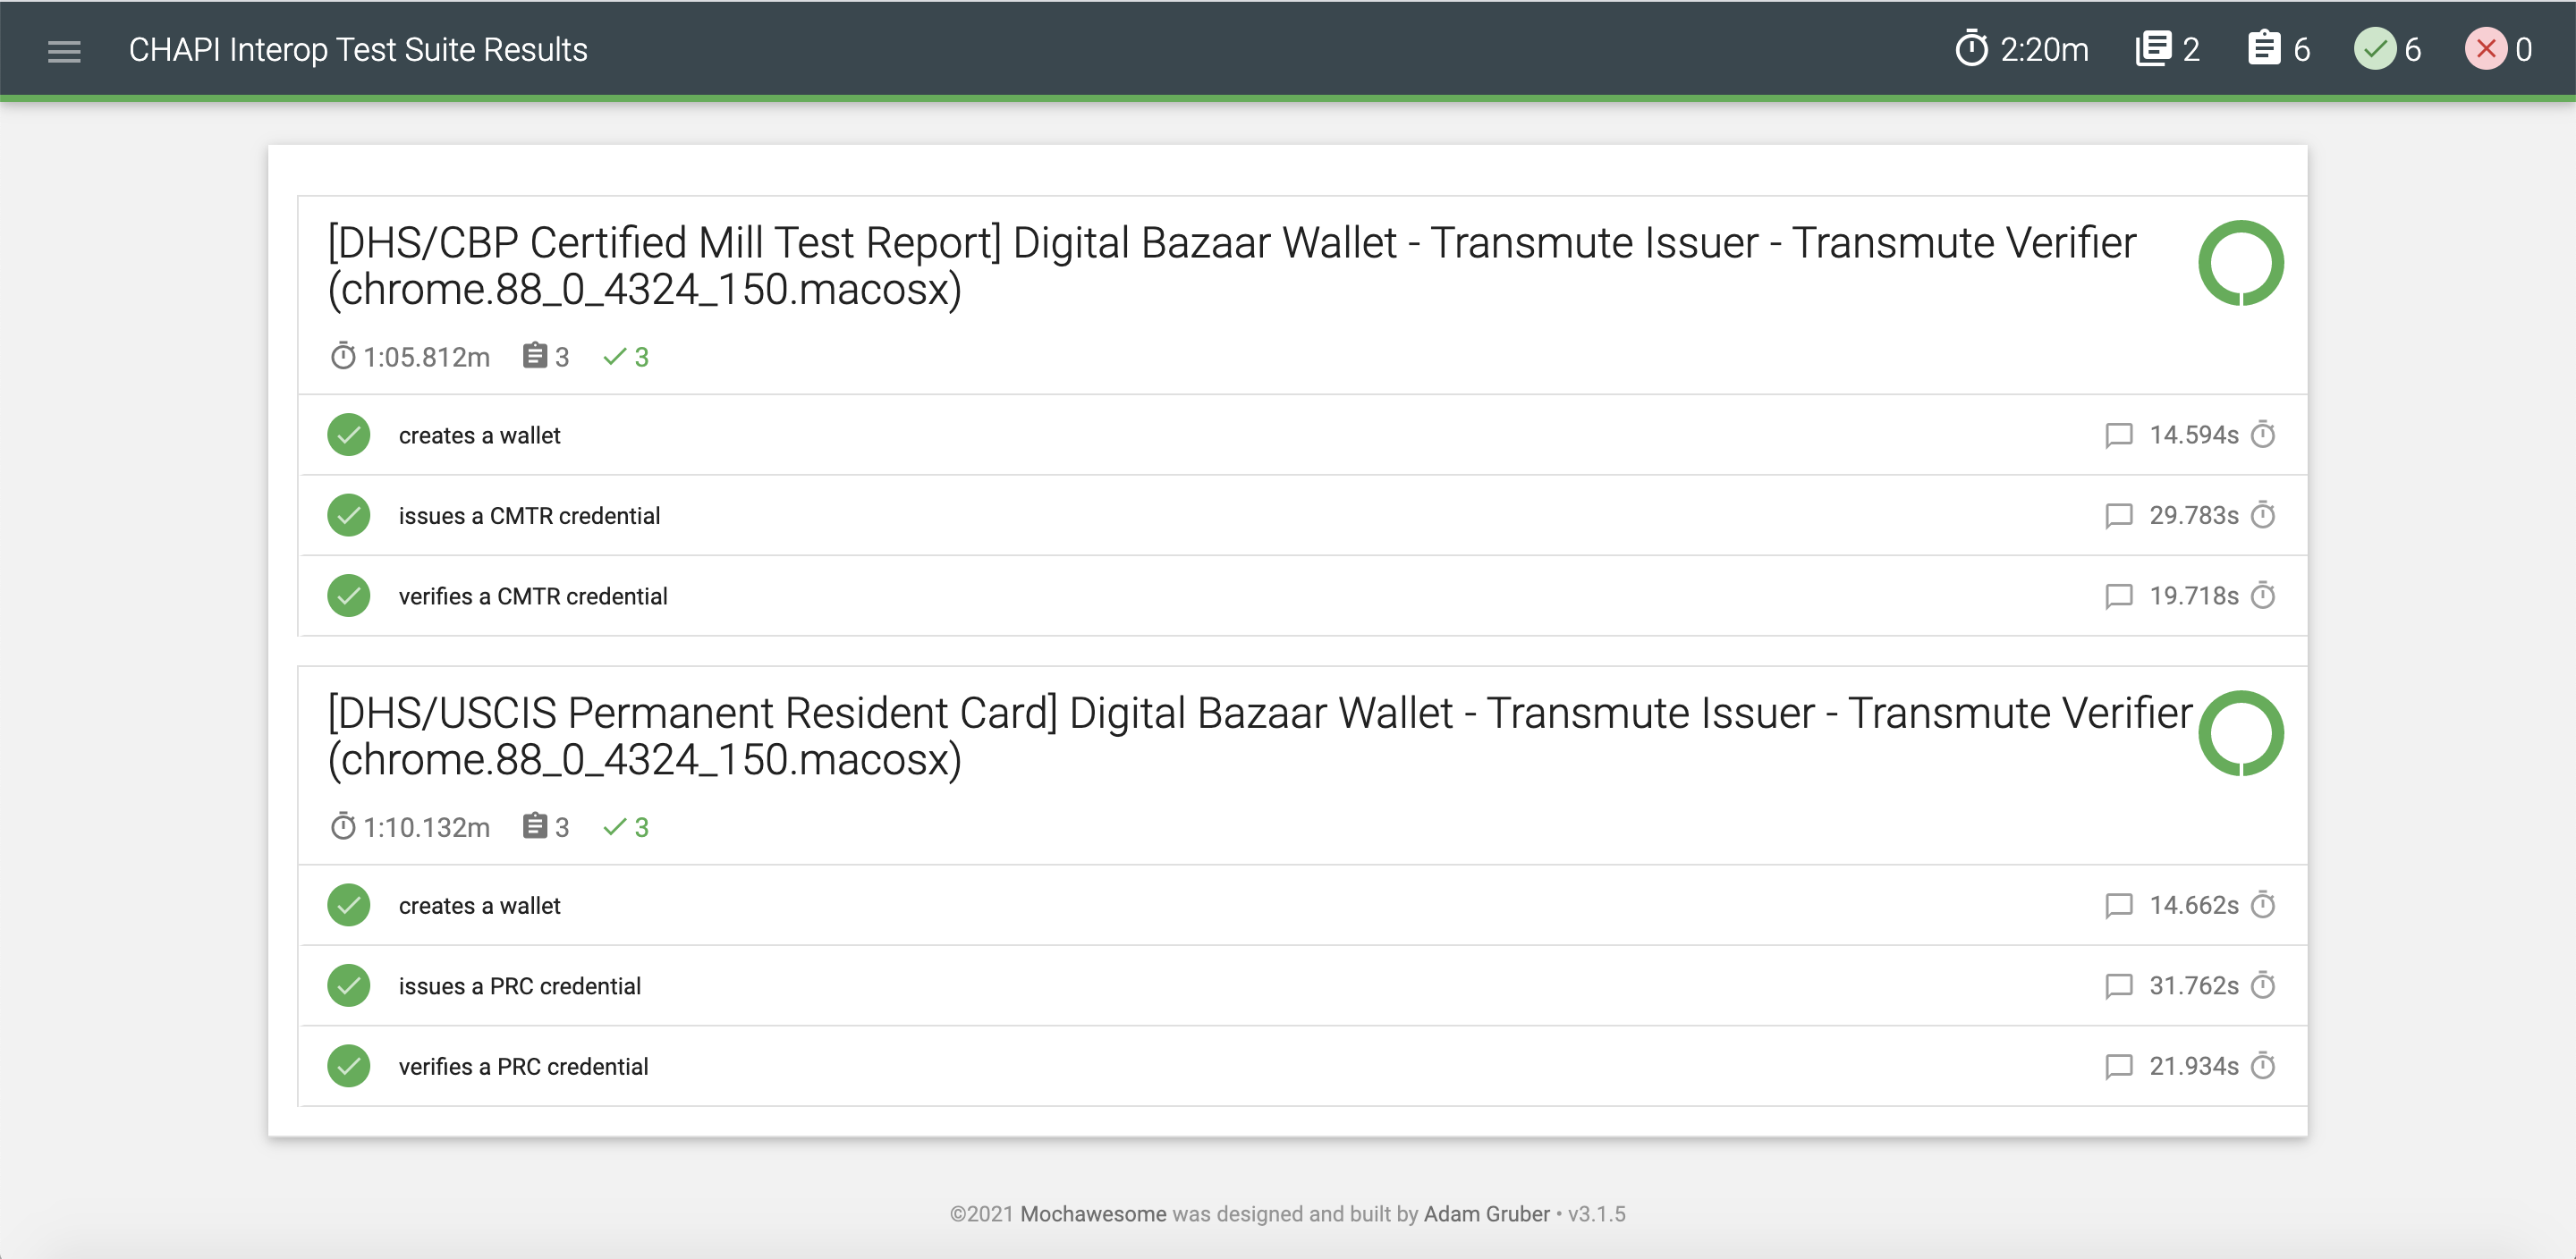 CHAPI Interop Test Suite Results 2:20m 2 6 6 0
[DHS/CBP Certified Mill Test Report] Digital Bazaar Wallet - Transmute Issuer - Transmute Verifier
(chrome.88_0_4324_150.macosx)
1:05.812m 3 3
creates a wallet 14.594s
issues a CMTR credential 29.783s
verifies a CMTR credential 19.718s
[DHS/USCIS Permanent Resident Card] Digital Bazaar Wallet - Transmute Issuer - Transmute Verifier
(chrome.88_0_4324_150.macosx)
1:10.132m 3 3
creates a wallet 14.662s
issues a PRC credential 31.762s
verifies a PRC credential 21.934s
©2021 Mochawesome was designed and built by Adam Gruber • v3.1.5